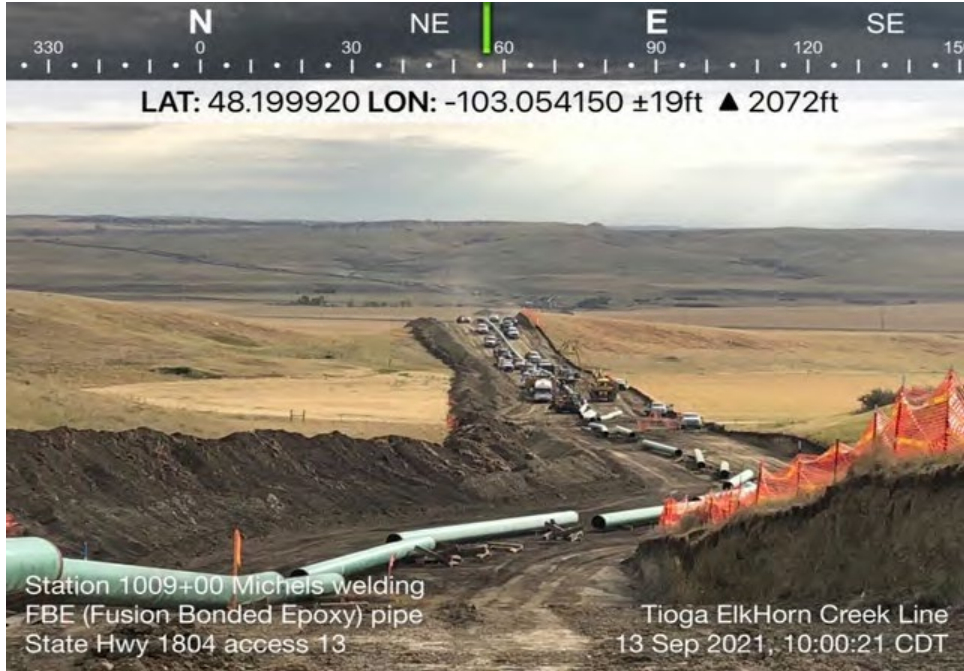 N NE E SE
330 0 30 60 90 120 150
LAT: 48.199920 LON: -103.054150 ±19ft ▲ 2072ft
Station 1009+00 Michels welding
FBE (Fusion Bonded Epoxy) pipe
State Hwy 1804 access 13
Tioga ElkHorn Creek Line
13 Sep 2021, 10:00:21 CDT